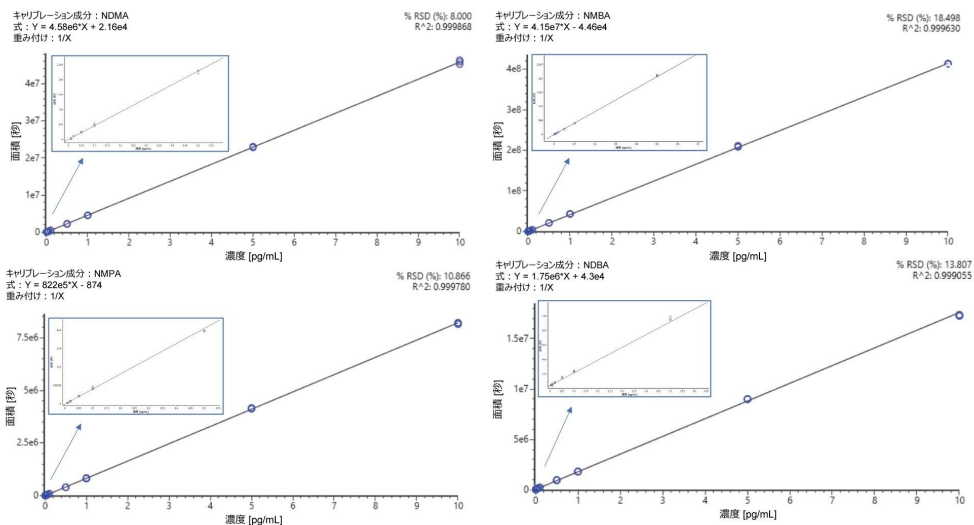 キャリブレーション成分：NDMA
式：Y = 4.58e6*X + 2.16e4
重み付け：1/X
% RSD (%): 8.000
R^2: 0.999868
4e7
3e7
2e7
1e7
0
面積 [秒]
0 1 2 3 4 5 6 7 8 9 10
濃度 [pg/mL]
キャリブレーション成分：NMBA
式：Y = 4.15e7*X - 4.46e4
重み付け：1/X
% RSD (%): 18.498
R^2: 0.999630
4e8
3e8
2e8
1e8
0
面積 [秒]
0 1 2 3 4 5 6 7 8 9 10
濃度 [pg/mL]
キャリブレーション成分：NMPA
式：Y = 822e5*X - 874
重み付け：1/X
% RSD (%): 10.866
R^2: 0.999780
7.5e6
5e6
2.5e6
0
面積 [秒]
0 1 2 3 4 5 6 7 8 9 10
濃度 [pg/mL]
キャリブレーション成分：NDBA
式：Y = 1.75e6*X + 4.3e4
重み付け：1/X
% RSD (%): 13.807
R^2: 0.999055
1.5e7
1e7
5e6
0
面積 [秒]
0 1 2 3 4 5 6 7 8 9 10
濃度 [pg/mL]